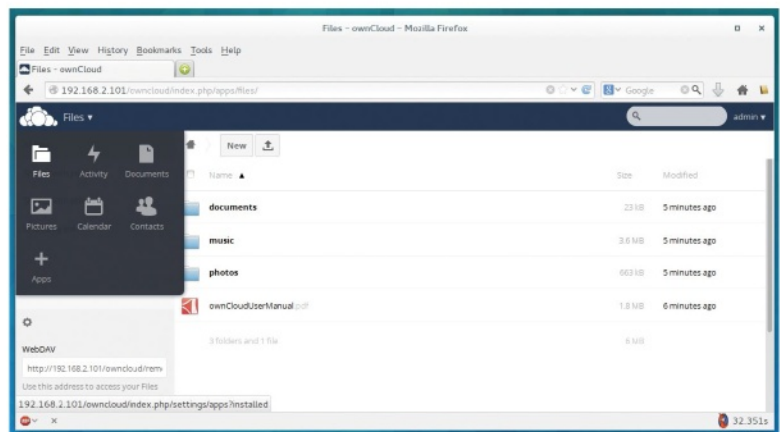 Files - ownCloud - Mozilla Firefox
File Edit View History Bookmarks Tools Help
Files - ownCloud
192.168.2.101/owncloud/index.php/apps/files/
Google
Files ▾
admin ▾
Files Activity Documents
Pictures Calendar Contacts
Apps
New
Name ▲ Size Modified
documents 23 kB 5 minutes ago
music 3.6 MB 5 minutes ago
photos 663 kB 5 minutes ago
ownCloudUserManual.pdf 1.8 MB 6 minutes ago
3 folders and 1 file 6 MB
WebDAV
http://192.168.2.101/owncloud/rem
Use this address to access your Files
192.168.2.101/owncloud/index.php/settings/apps?installed
32.351s